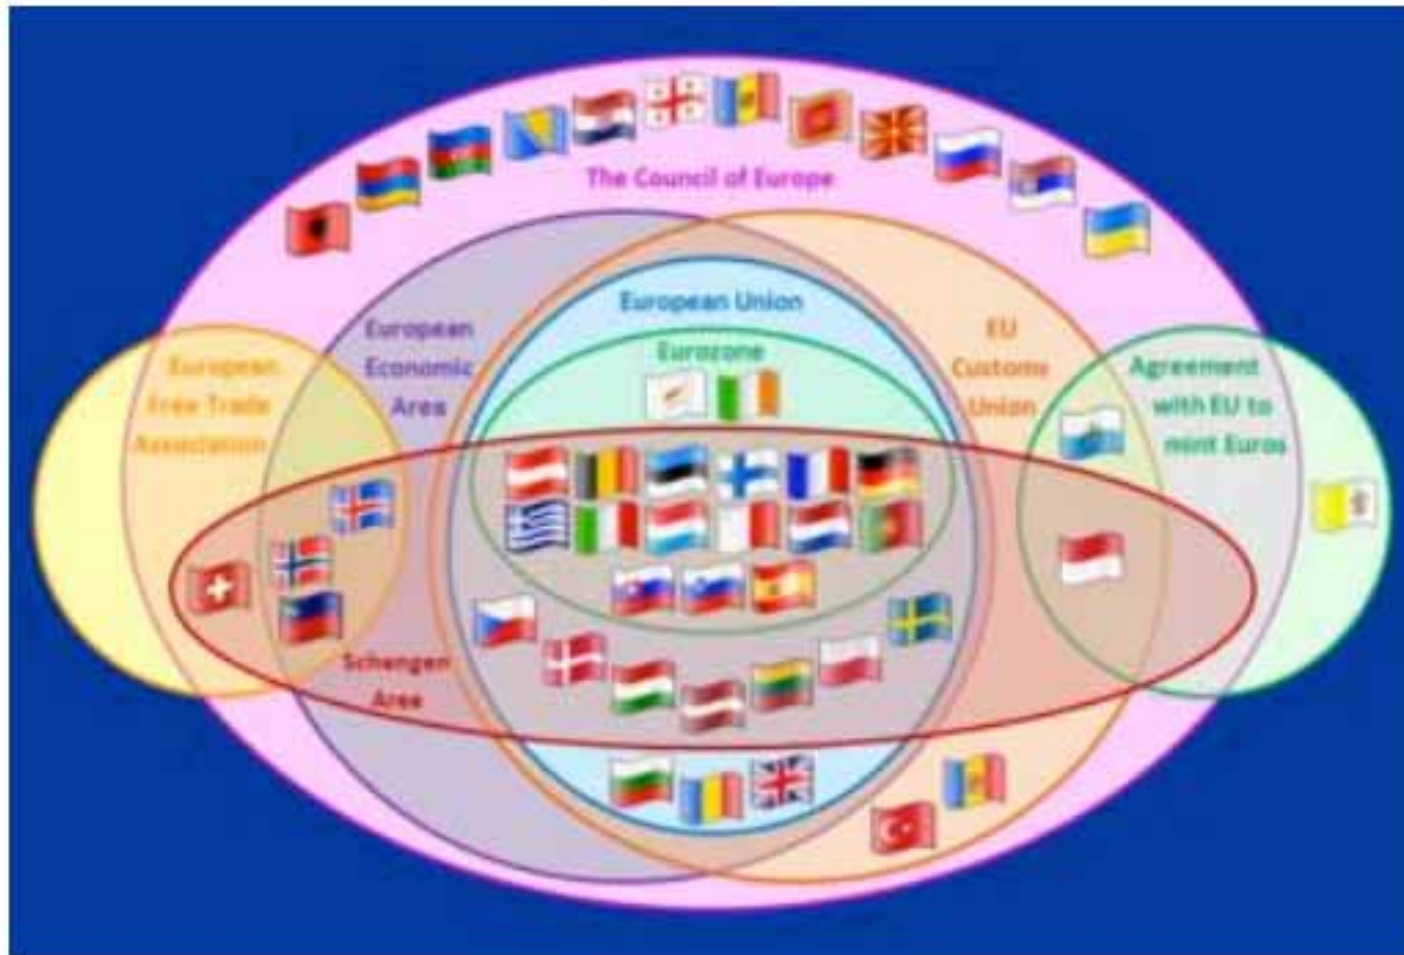 The Council of Europe
European Union
Eurozone
European
Economic
Area
EU
Customs
Union
European
Free Trade
Association
Agreement
with EU to
mint Euros
Schengen
Area